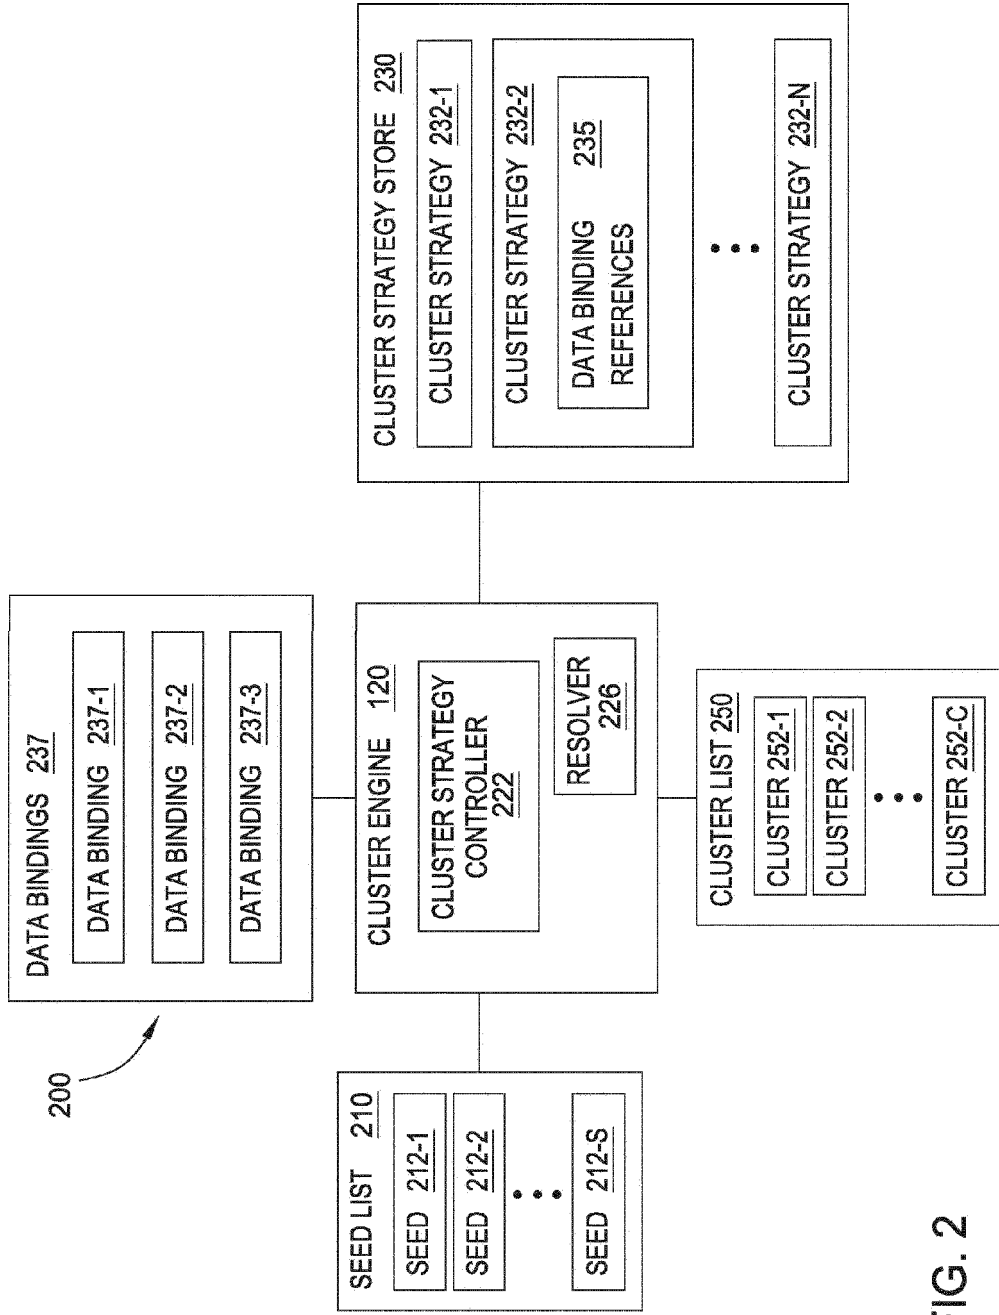 200
DATA BINDINGS 237
DATA BINDING 237-1
DATA BINDING 237-2
DATA BINDING 237-3
SEED LIST 210
SEED 212-1
SEED 212-2
SEED 212-S
CLUSTER ENGINE 120
CLUSTER STRATEGY
CONTROLLER
222
RESOLVER
226
CLUSTER STRATEGY STORE 230
CLUSTER STRATEGY 232-1
CLUSTER STRATEGY 232-2
DATA BINDING 235
REFERENCES
CLUSTER STRATEGY 232-N
CLUSTER LIST 250
CLUSTER 252-1
CLUSTER 252-2
CLUSTER 252-C
FIG. 2